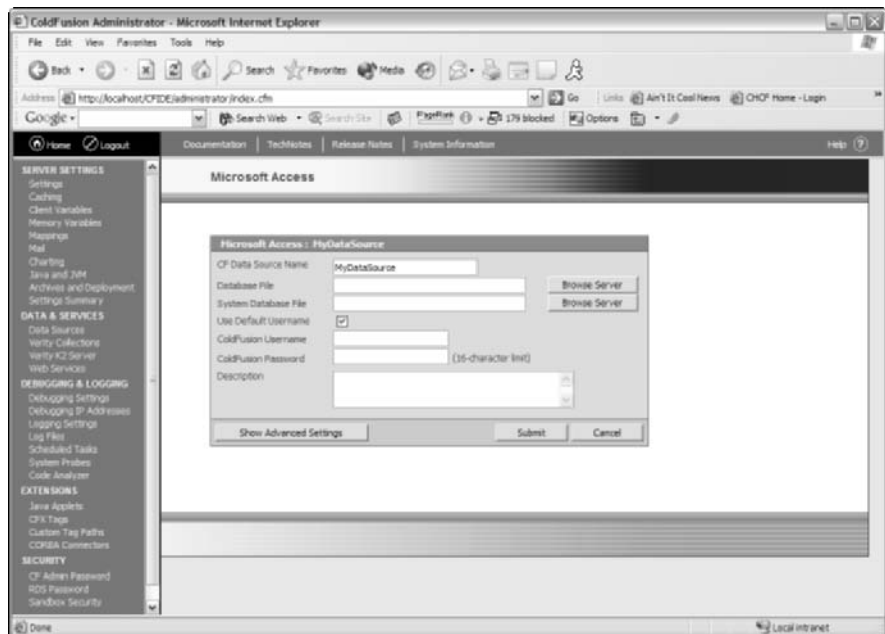 ColdFusion Administrator - Microsoft Internet Explorer
File Edit View Favorites Tools Help
Back Search Favorites Media
Address http://localhost/CFIDE/administrator/index.cfm Go Links Ain't It Cool News CHOF Home - Login
Google Search Web Search Site PageRank 179 blocked Options
Home Logout Documentation TechNotes Release Notes System Information Help
Microsoft Access
SERVER SETTINGS
Settings
Caching
Client Variables
Memory Variables
Mappings
Mail
Charting
Java and JVM
Archives and Deployment
Settings Summary
DATA & SERVICES
Data Sources
Verity Collections
Verity K2 Server
Web Services
DEBUGGING & LOGGING
Debugging Settings
Debugging IP Addresses
Logging Settings
Log Files
Scheduled Tasks
System Probes
Code Analyzer
EXTENSIONS
Java Applets
CFX Tags
Custom Tag Paths
CORBA Connectors
SECURITY
CF Admin Password
RDS Password
Sandbox Security
Microsoft Access : MyDataSource
CF Data Source Name MyDataSource
Database File Browse Server
System Database File Browse Server
Use Default Username
ColdFusion Username
ColdFusion Password (16-character limit)
Description
Show Advanced Settings Submit Cancel
Done Local intranet